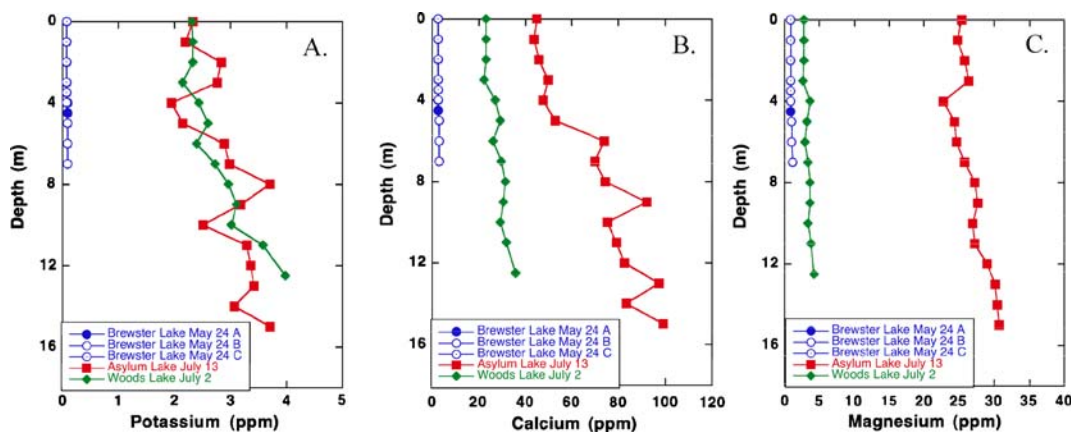 A.
0
4
8
12
16
Depth (m)
Brewster Lake May 24 A
Brewster Lake May 24 B
Brewster Lake May 24 C
Asylum Lake July 13
Woods Lake July 2
0 1 2 3 4 5
Potassium (ppm)
B.
0
4
8
12
16
Depth (m)
Brewster Lake May 24 A
Brewster Lake May 24 B
Brewster Lake May 24 C
Asylum Lake July 13
Woods Lake July 2
0 20 40 60 80 100 120
Calcium (ppm)
C.
0
4
8
12
16
Depth (m)
Brewster Lake May 24 A
Brewster Lake May 24 B
Brewster Lake May 24 C
Asylum Lake July 13
Woods Lake July 2
0 5 10 15 20 25 30 35 40
Magnesium (ppm)